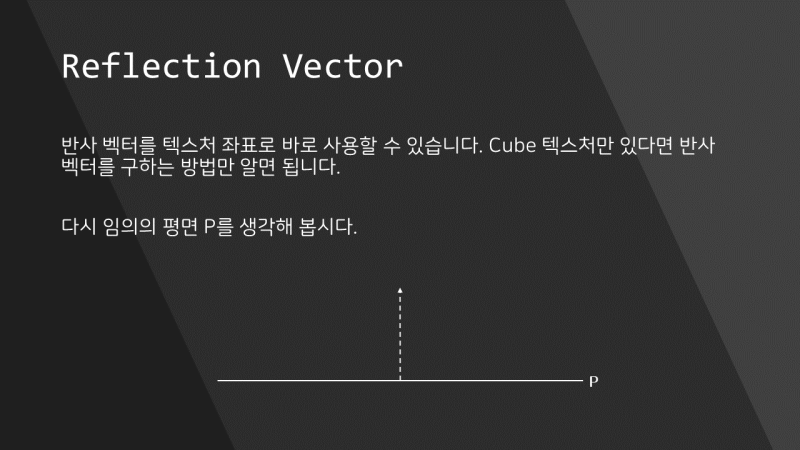 Reflection Vector
반사 벡터를 텍스처 좌표로 바로 사용할 수 있습니다. Cube 텍스처만 있다면 반사
벡터를 구하는 방법만 알면 됩니다.
다시 임의의 평면 P를 생각해 봅시다.
P